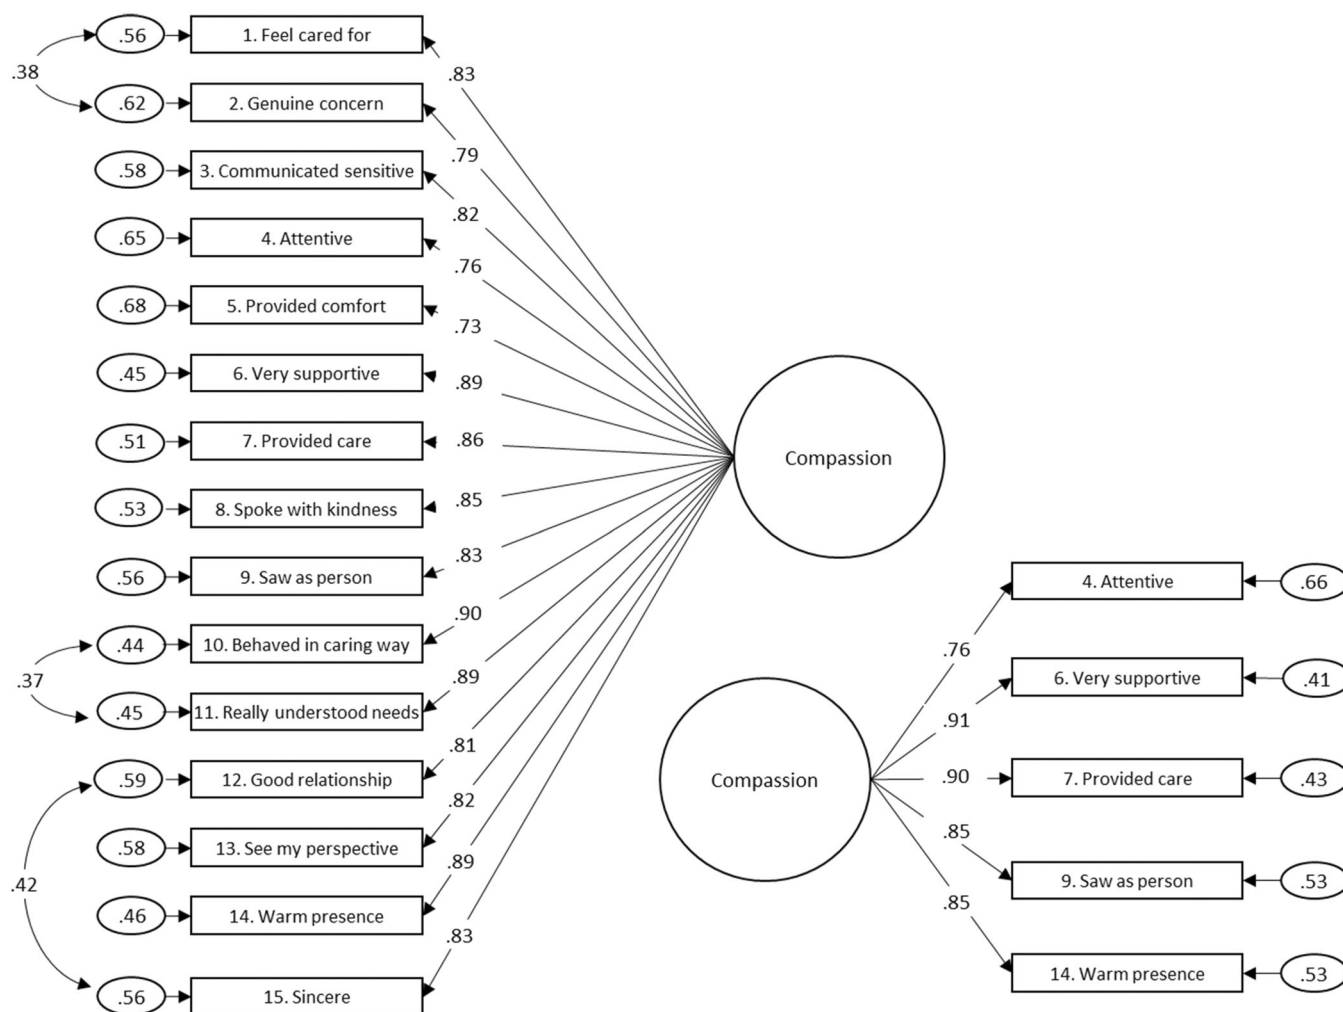 .56
1. Feel cared for
.38
.83
.62
2. Genuine concern
.79
.58
3. Communicated sensitive
.82
.65
4. Attentive
.76
.68
5. Provided comfort
.73
.45
6. Very supportive
.89
.51
7. Provided care
.86
.53
8. Spoke with kindness
.85
.56
9. Saw as person
.83
.44
10. Behaved in caring way
.90
.37
.45
11. Really understood needs
.89
.59
12. Good relationship
.81
.58
13. See my perspective
.82
.42
.46
14. Warm presence
.89
.56
15. Sincere
.83
Compassion
Compassion
.76
4. Attentive
.66
.91
6. Very supportive
.41
.90
7. Provided care
.43
.85
9. Saw as person
.53
.85
14. Warm presence
.53